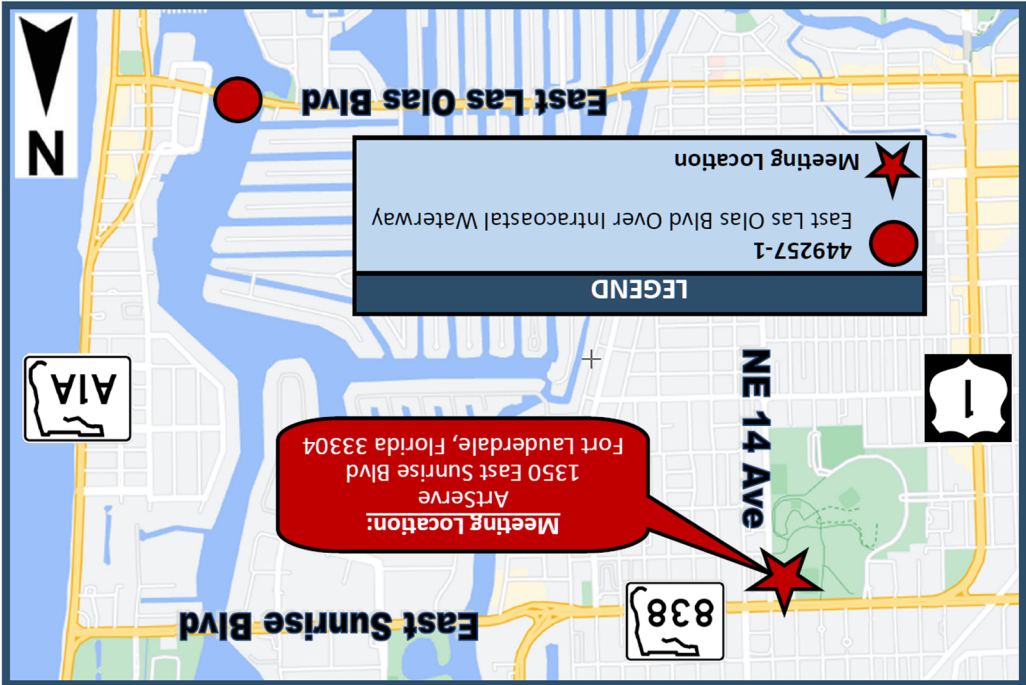 East Sunrise Blvd
838
Meeting Location:
ArtServe
1350 East Sunrise Blvd
Fort Lauderdale, Florida 33304
NE 14 Ave
1
A1A
LEGEND
449257-1
East Las Olas Blvd Over Intracoastal Waterway
Meeting Location
East Las Olas Blvd
N